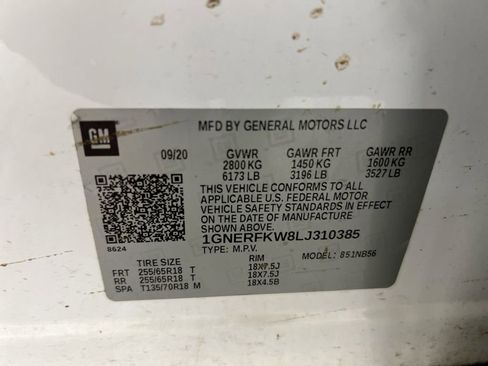 GM
MFD BY GENERAL MOTORS LLC
09/20 GVWR GAWR FRT GAWR RR
2800 KG 1450 KG 1600 KG
6173 LB 3196 LB 3527 LB
THIS VEHICLE CONFORMS TO ALL
APPLICABLE U.S. FEDERAL MOTOR
VEHICLE SAFETY STANDARDS IN EFFECT
ON THE DATE OF MANUFACTURE
SHOWN ABOVE.
1GNERFKW8LJ310385
8624 TYPE: M.P.V. MODEL: 851NB56
TIRE SIZE RIM
FRT 255/65R18 T 18X7.5J
RR 255/65R18 T 18X7.5J
SPA T135/70R18 M 18X4.5B